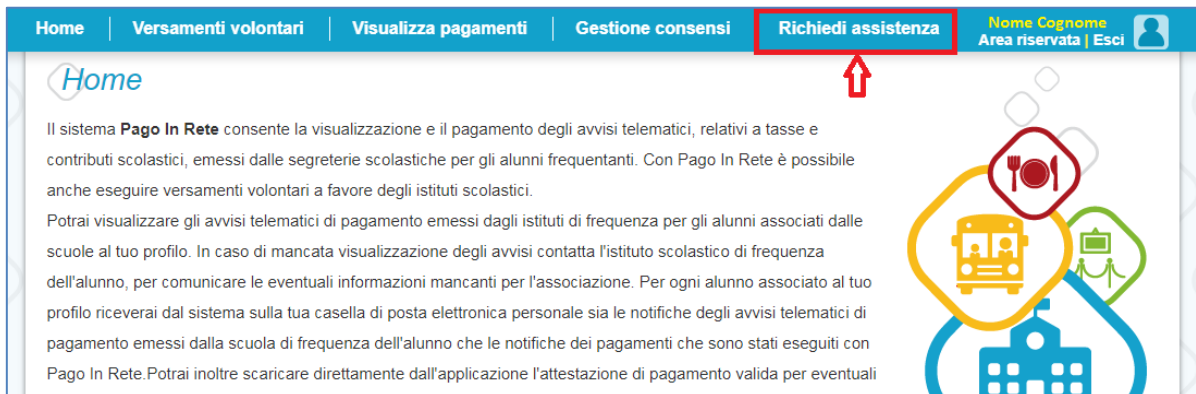 Home Versamenti volontari Visualizza pagamenti Gestione consensi Richiedi assistenza Nome Cognome
Area riservata | Esci
Home
Il sistema Pago In Rete consente la visualizzazione e il pagamento degli avvisi telematici, relativi a tasse e
contributi scolastici, emessi dalle segreterie scolastiche per gli alunni frequentanti. Con Pago In Rete è possibile
anche eseguire versamenti volontari a favore degli istituti scolastici.
Potrai visualizzare gli avvisi telematici di pagamento emessi dagli istituti di frequenza per gli alunni associati dalle
scuole al tuo profilo. In caso di mancata visualizzazione degli avvisi contatta l'istituto scolastico di frequenza
dell'alunno, per comunicare le eventuali informazioni mancanti per l'associazione. Per ogni alunno associato al tuo
profilo riceverai dal sistema sulla tua casella di posta elettronica personale sia le notifiche degli avvisi telematici di
pagamento emessi dalla scuola di frequenza dell'alunno che le notifiche dei pagamenti che sono stati eseguiti con
Pago In Rete.Potrai inoltre scaricare direttamente dall'applicazione l'attestazione di pagamento valida per eventuali